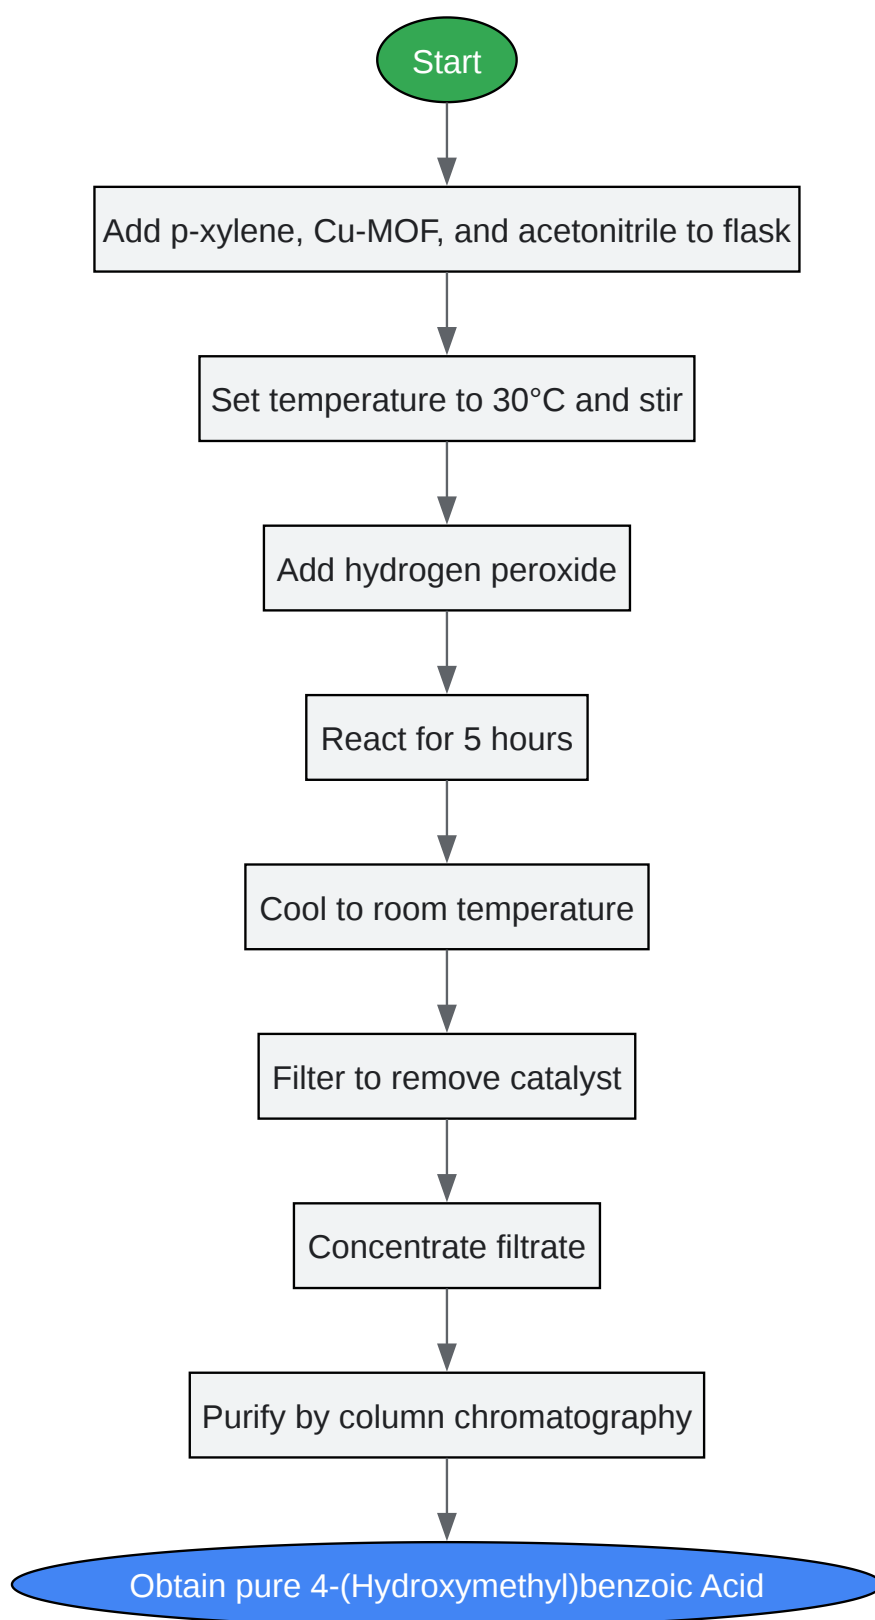 Start
Add p-xylene, Cu-MOF, and acetonitrile to flask
Set temperature to 30°C and stir
Add hydrogen peroxide
React for 5 hours
Cool to room temperature
Filter to remove catalyst
Concentrate filtrate
Purify by column chromatography
Obtain pure 4-(Hydroxymethyl)benzoic Acid